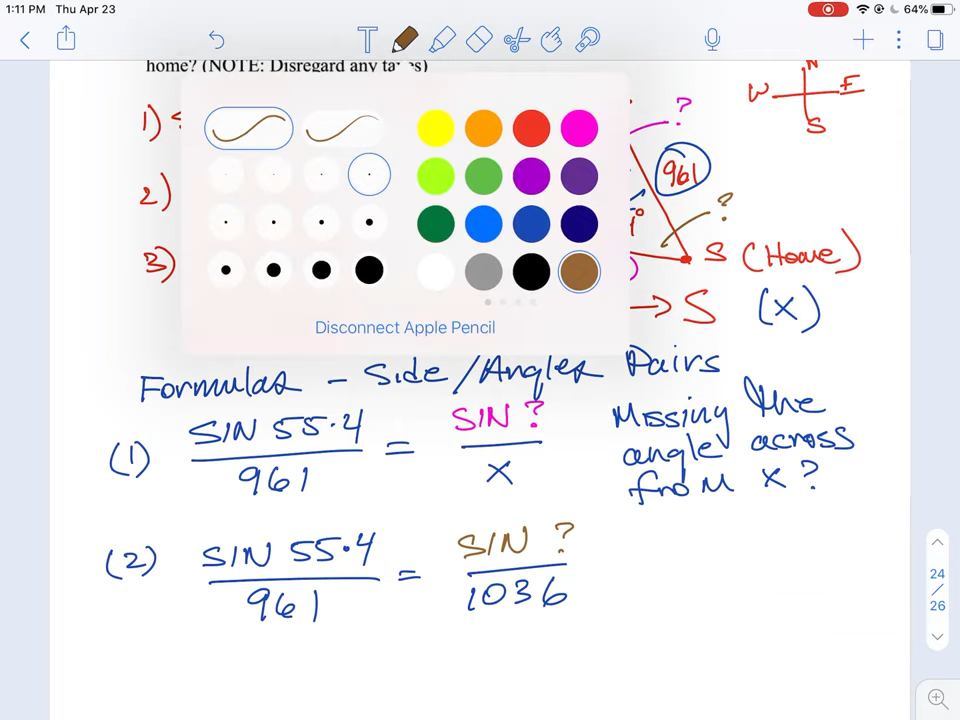 1:11 PM Thu Apr 23
64%
T
home? (NOTE: Disregard any
N
W E
S
?
1)
961
2)
?
3)
S (Home)
→ S (x)
Disconnect Apple Pencil
Formulas - Side/Angles Pairs
(1) SIN 55.4 / 961 = SIN ? / x
Missing the
angle across
from x?
(2) SIN 55.4 / 961 = SIN ? / 1036
24
/
26